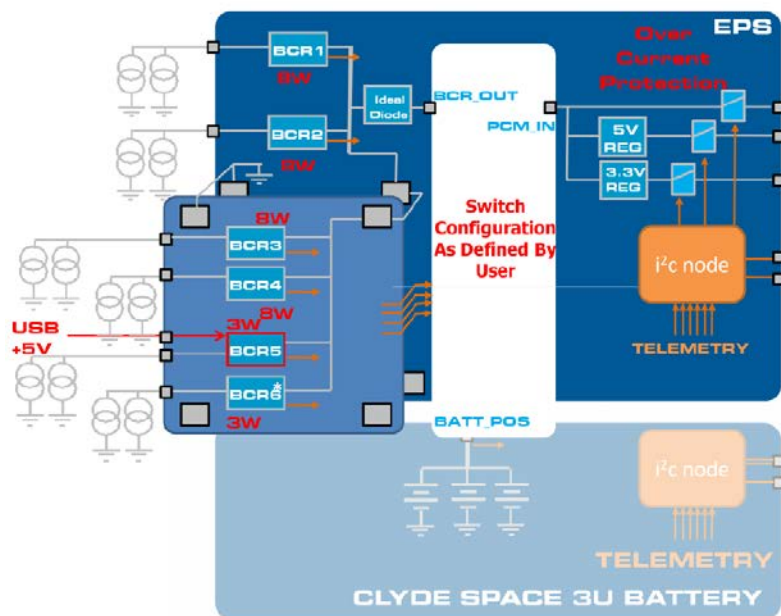 EPS
BCR1
8W
Over
Current
Protection
Ideal
Diode
BCR_OUT
PCM_IN
BCR2
8W
5V
REG
3.3V
REG
8W
BCR3
Switch
Configuration
As Defined By
User
BCR4
i²c node
8W
USB
+5V
3W
BCR5
TELEMETRY
BCR6*
3W
BATT_POS
i²c node
TELEMETRY
CLYDE SPACE 3U BATTERY